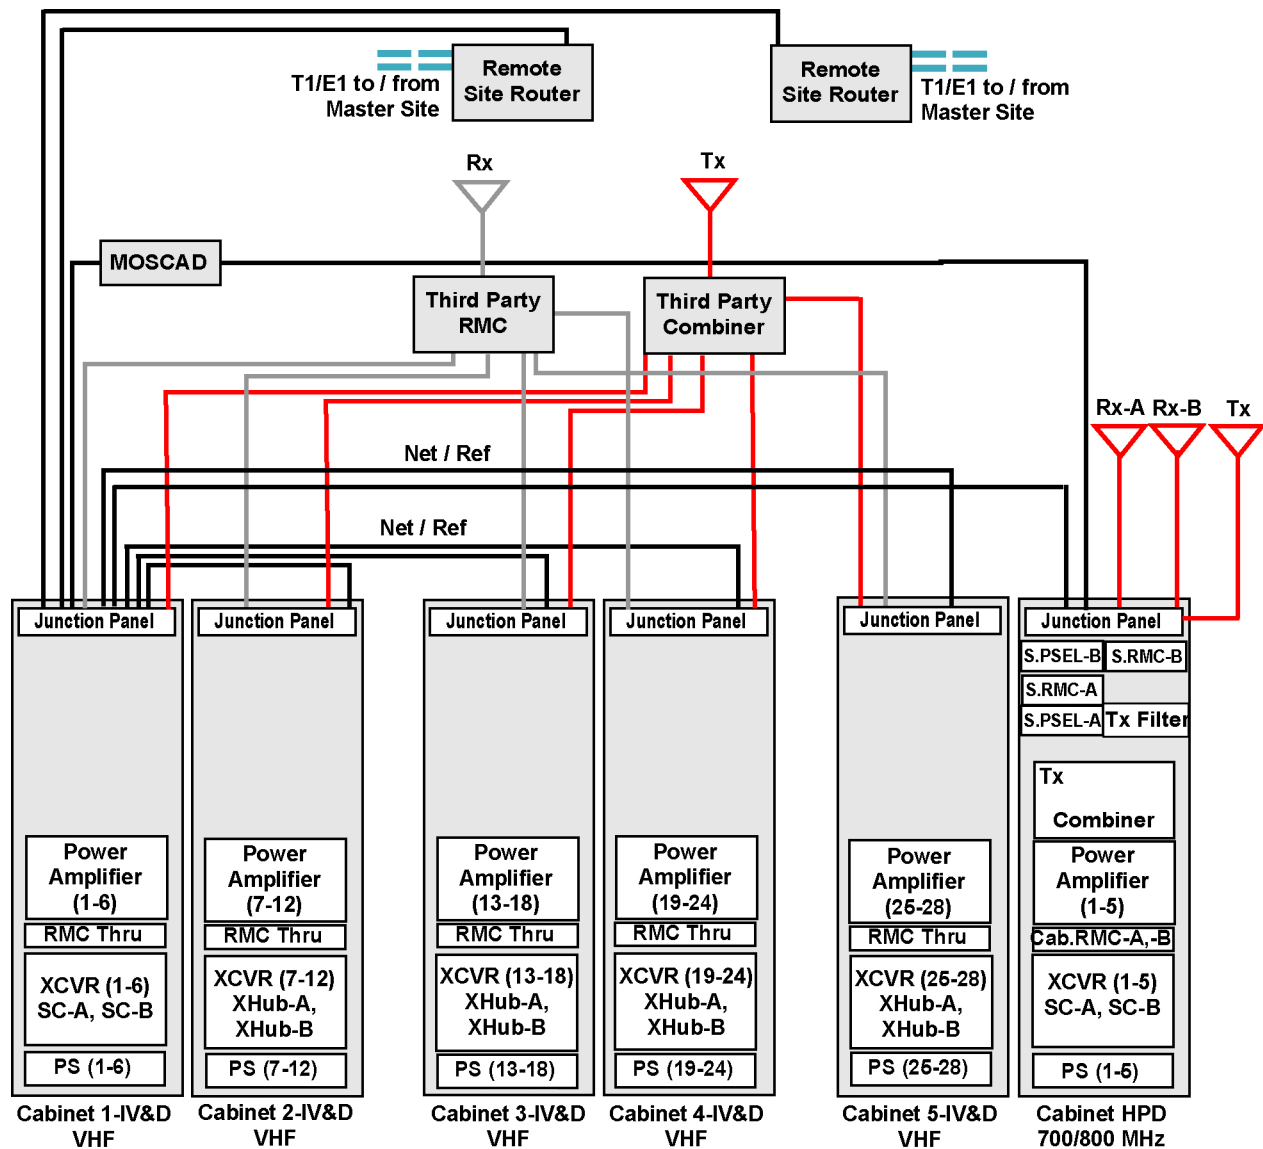 Remote
Site Router
T1/E1 to / from
Master Site
Remote
Site Router
T1/E1 to / from
Master Site
Rx
Tx
MOSCAD
Third Party
RMC
Third Party
Combiner
Rx-A
Rx-B
Tx
Net / Ref
Net / Ref
Junction Panel
Junction Panel
Junction Panel
Junction Panel
Junction Panel
Junction Panel
S.PSEL-B
S.RMC-B
S.RMC-A
S.PSEL-A
Tx Filter
Tx
Combiner
Power
Amplifier
(1-6)
RMC Thru
XCVR (1-6)
SC-A, SC-B
PS (1-6)
Cabinet 1-IV&D
VHF
Power
Amplifier
(7-12)
RMC Thru
XCVR (7-12)
XHub-A,
XHub-B
PS (7-12)
Cabinet 2-IV&D
VHF
Power
Amplifier
(13-18)
RMC Thru
XCVR (13-18)
XHub-A,
XHub-B
PS (13-18)
Cabinet 3-IV&D
VHF
Power
Amplifier
(19-24)
RMC Thru
XCVR (19-24)
XHub-A,
XHub-B
PS (19-24)
Cabinet 4-IV&D
VHF
Power
Amplifier
(25-28)
RMC Thru
XCVR (25-28)
XHub-A,
XHub-B
PS (25-28)
Cabinet 5-IV&D
VHF
Power
Amplifier
(1-5)
Cab.RMC-A,-B
XCVR (1-5)
SC-A, SC-B
PS (1-5)
Cabinet HPD
700/800 MHz